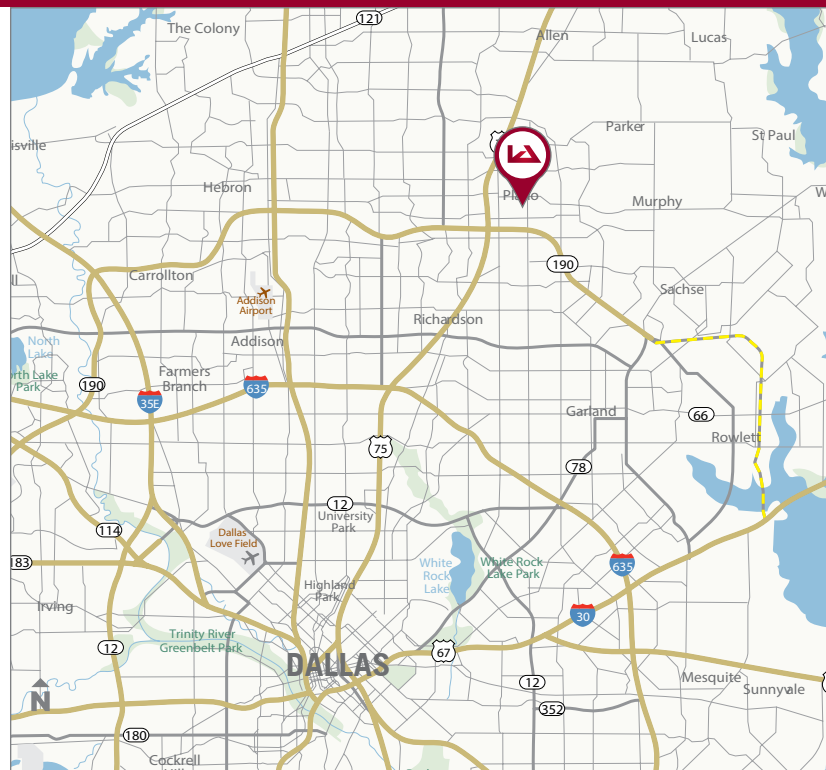 121
The Colony
Allen
Lucas
Parker
St Paul
isville
Hebron
Plano
Murphy
190
Carrollton
Sachse
Addison
Airport
Richardson
North
Lake
Addison
rth Lake
Park
Farmers
Branch
190
35E
635
Garland
66
Rowlett
75
78
12
University
Park
114
Dallas
Love Field
183
White
Rock
Lake
White Rock
Lake Park
635
Highland
Park
Irving
30
Trinity River
Greenbelt Park
12
67
DALLAS
Mesquite
Sunnyvale
12
352
N
180
Cockrell